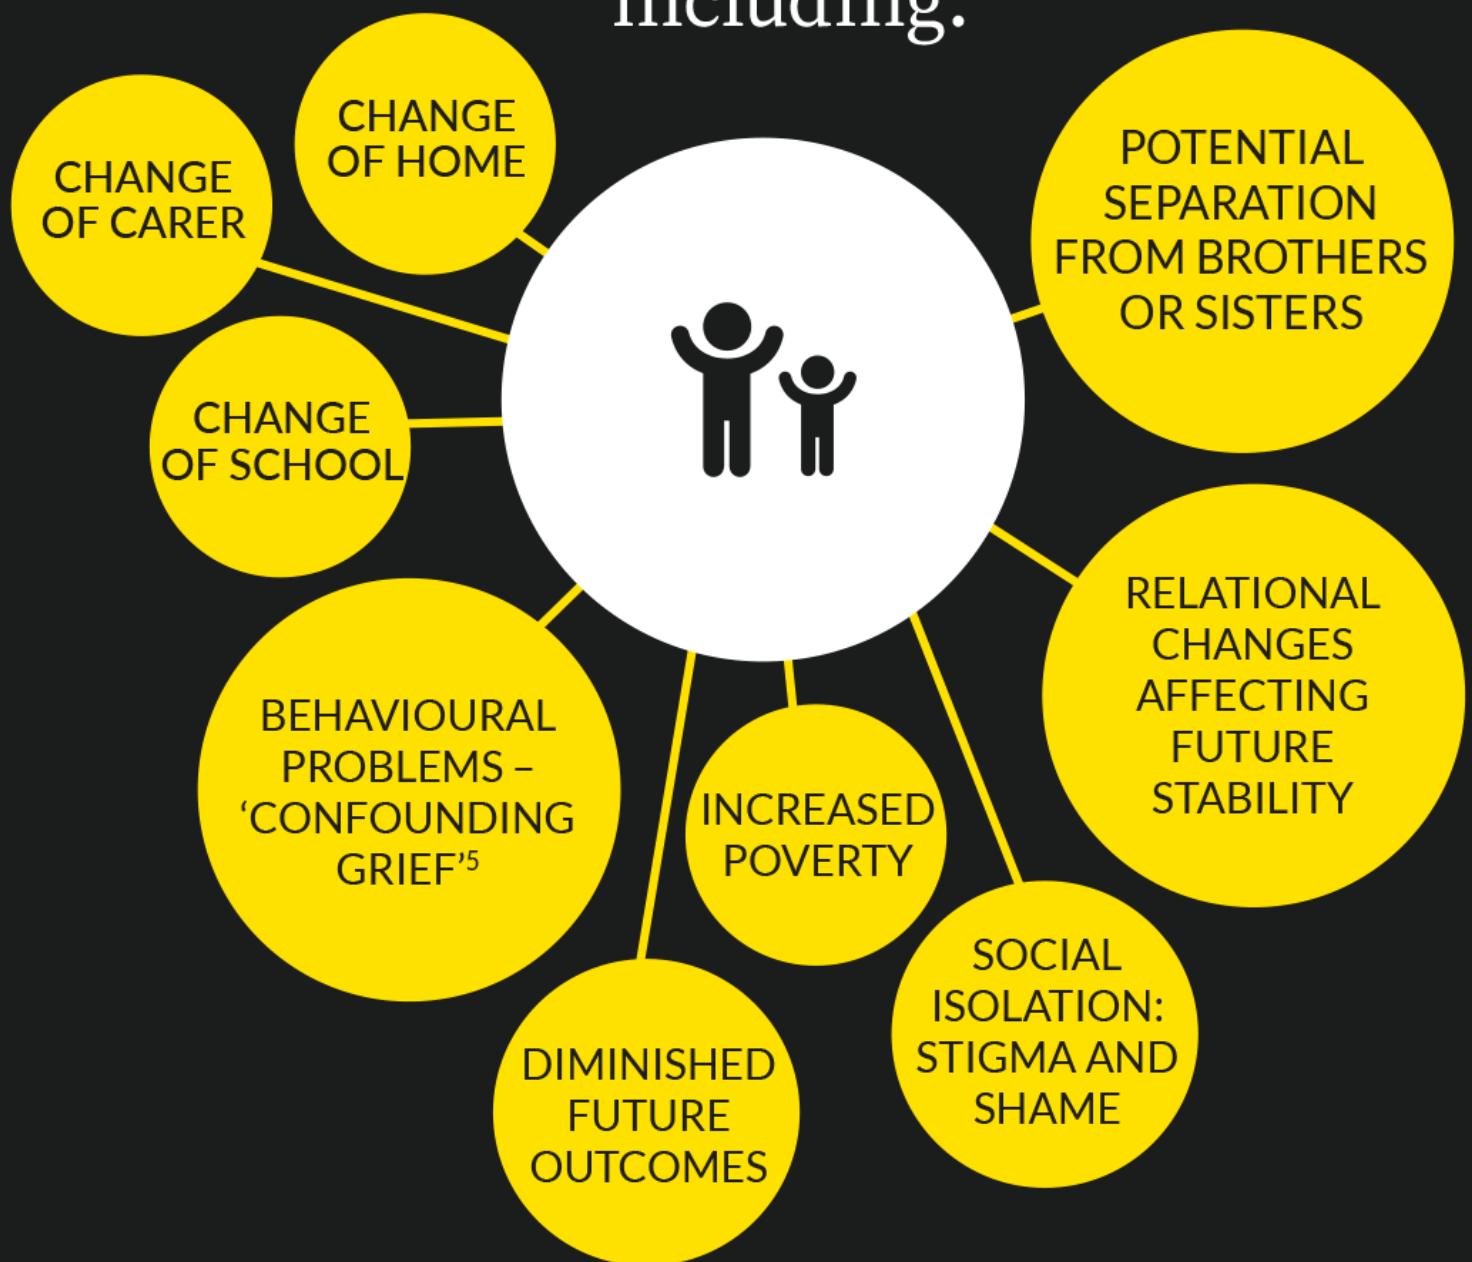 including:
CHANGE
OF HOME
CHANGE
OF CARER
CHANGE
OF SCHOOL
POTENTIAL
SEPARATION
FROM BROTHERS
OR SISTERS
RELATIONAL
CHANGES
AFFECTING
FUTURE
STABILITY
BEHAVIOURAL
PROBLEMS –
‘CONFOUNDING
GRIEF’⁵
INCREASED
POVERTY
SOCIAL
ISOLATION:
STIGMA AND
SHAME
DIMINISHED
FUTURE
OUTCOMES